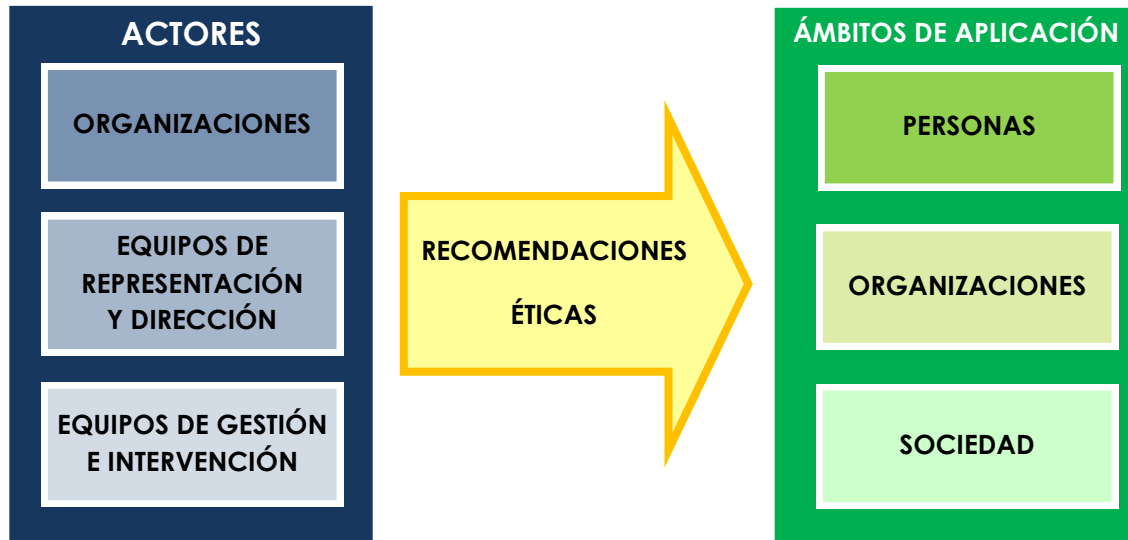 ACTORES
ORGANIZACIONES
EQUIPOS DE
REPRESENTACIÓN
Y DIRECCIÓN
EQUIPOS DE GESTIÓN
E INTERVENCIÓN
RECOMENDACIONES
ÉTICAS
ÁMBITOS DE APLICACIÓN
PERSONAS
ORGANIZACIONES
SOCIEDAD